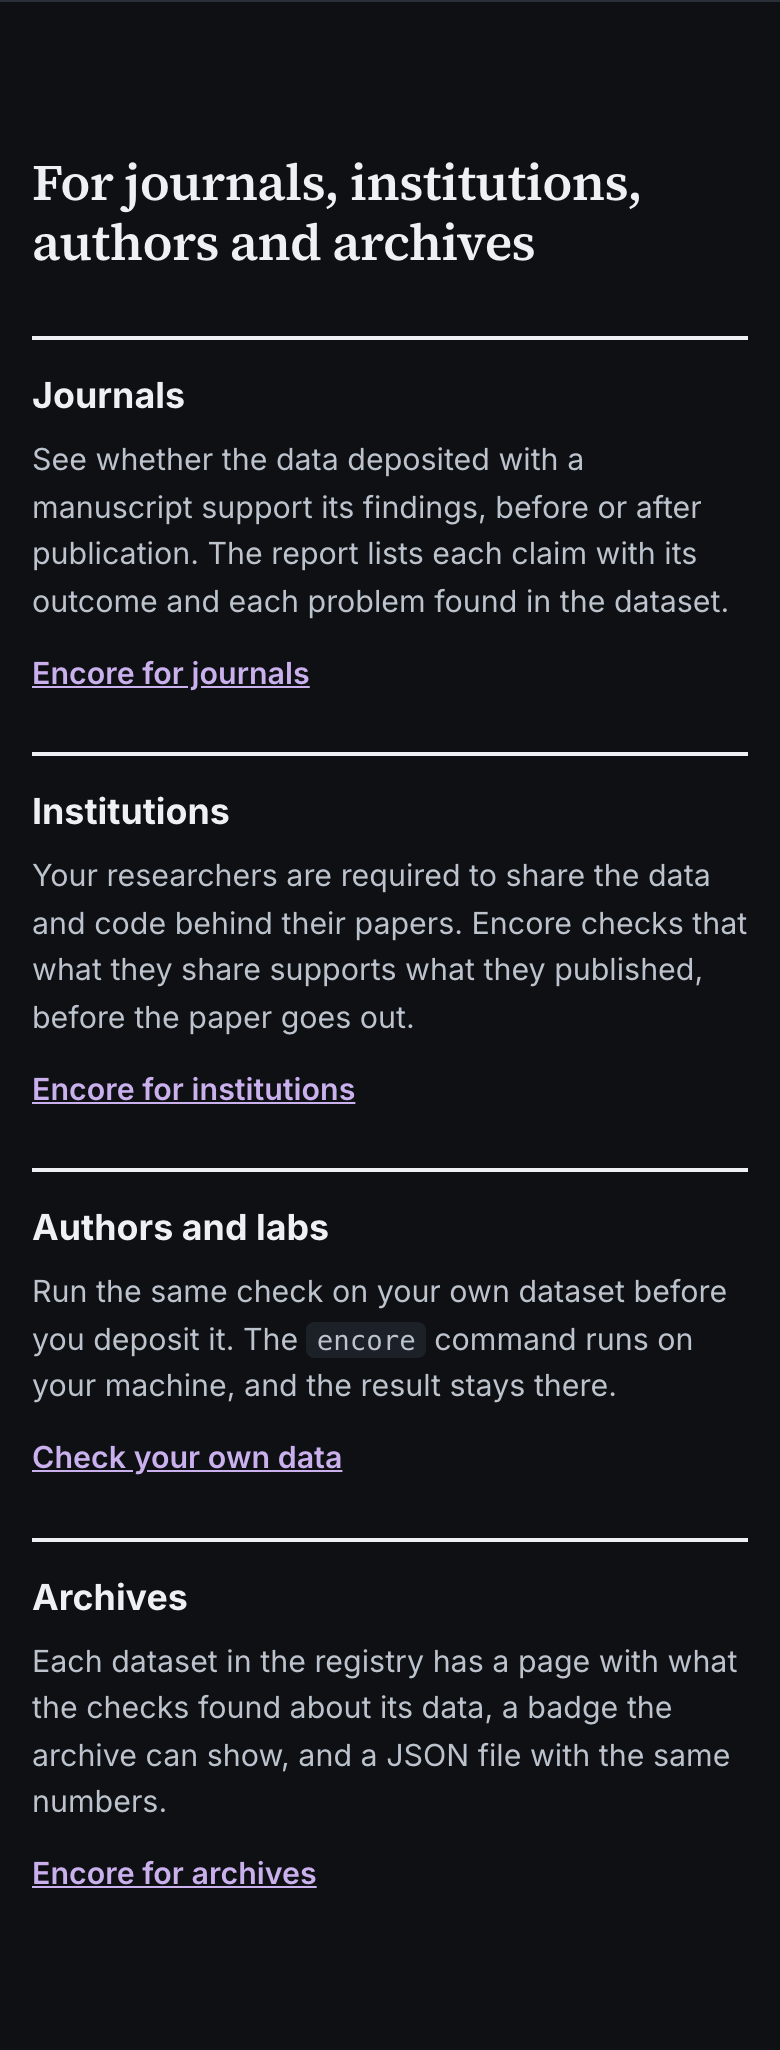 For journals, institutions,
authors and archives
Journals
See whether the data deposited with a
manuscript support its findings, before or after
publication. The report lists each claim with its
outcome and each problem found in the dataset.
Encore for journals
Institutions
Your researchers are required to share the data
and code behind their papers. Encore checks that
what they share supports what they published,
before the paper goes out.
Encore for institutions
Authors and labs
Run the same check on your own dataset before
you deposit it. The encore command runs on
your machine, and the result stays there.
Check your own data
Archives
Each dataset in the registry has a page with what
the checks found about its data, a badge the
archive can show, and a JSON file with the same
numbers.
Encore for archives